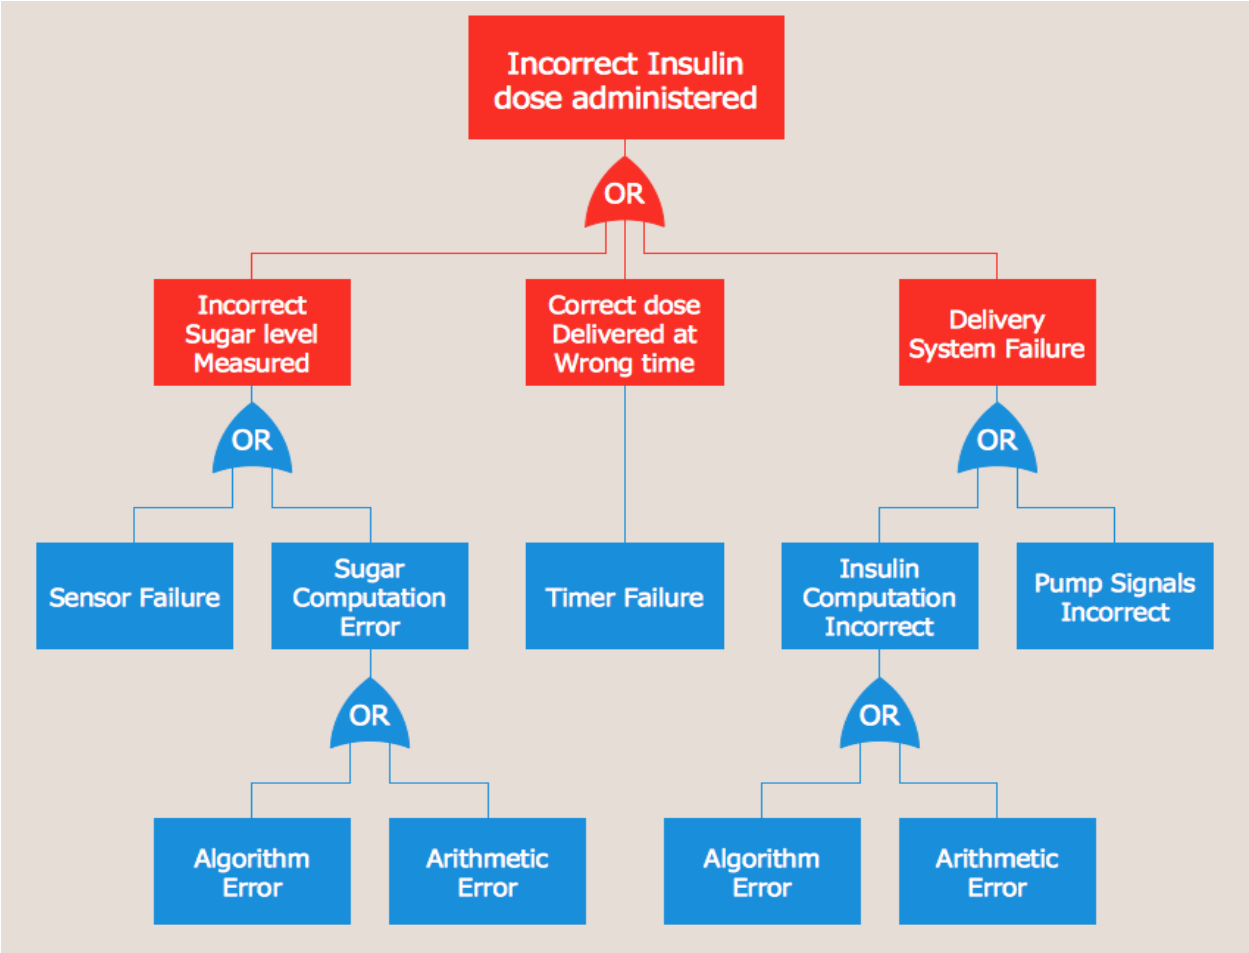 Incorrect Insulin
dose administered
OR
Incorrect
Sugar level
Measured
Correct dose
Delivered at
Wrong time
Delivery
System Failure
OR
OR
Sensor Failure
Sugar
Computation
Error
Timer Failure
Insulin
Computation
Incorrect
Pump Signals
Incorrect
OR
OR
Algorithm
Error
Arithmetic
Error
Algorithm
Error
Arithmetic
Error